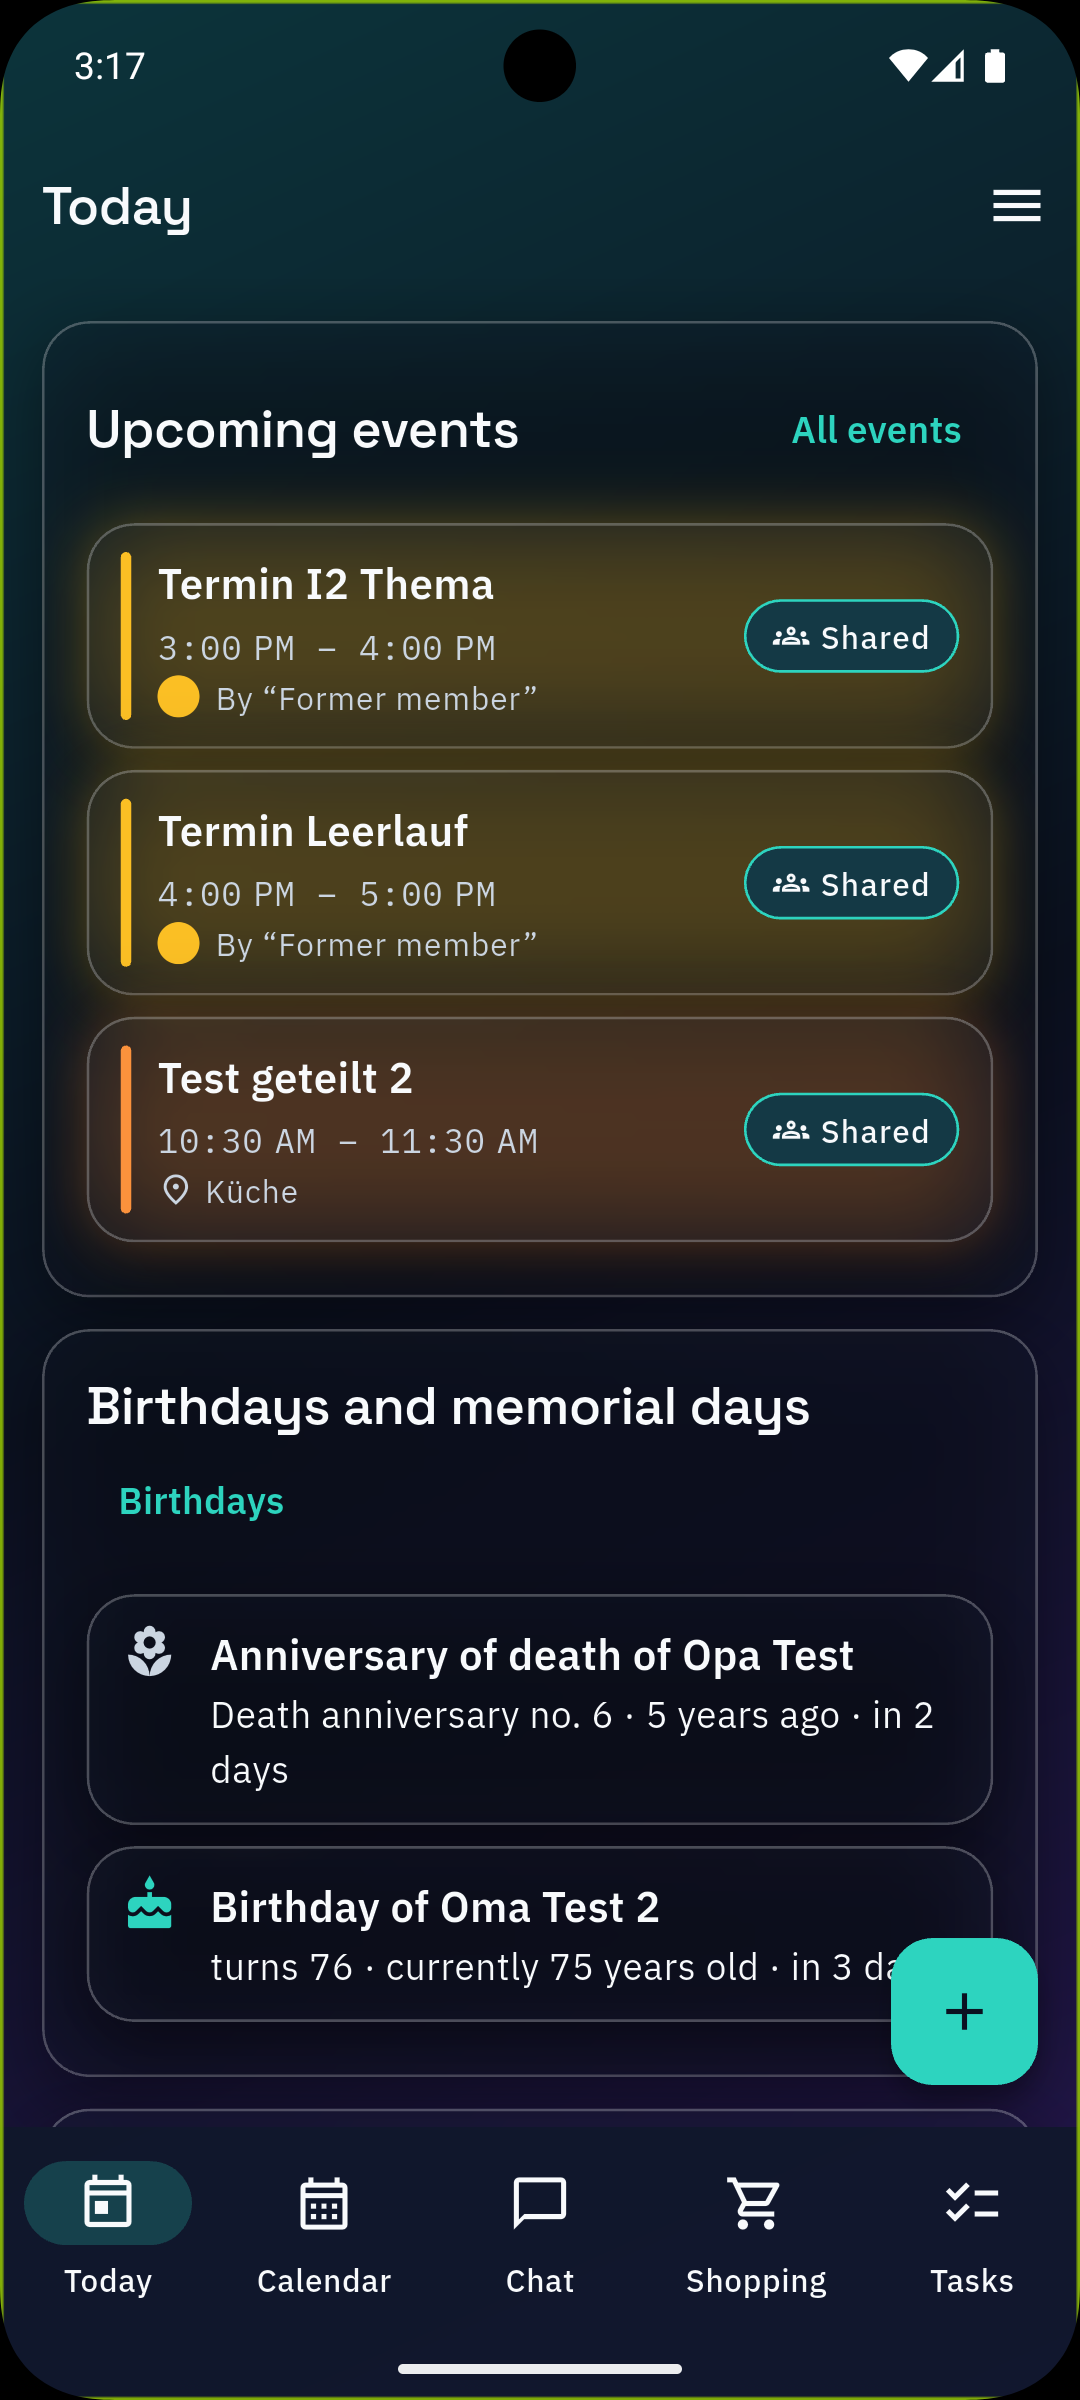 3:17
Today
Upcoming events
All events
Termin I2 Thema
3:00 PM – 4:00 PM
By “Former member”
Shared
Termin Leerlauf
4:00 PM – 5:00 PM
By “Former member”
Shared
Test geteilt 2
10:30 AM – 11:30 AM
Küche
Shared
Birthdays and memorial days
Birthdays
Anniversary of death of Opa Test
Death anniversary no. 6 · 5 years ago · in 2
days
Birthday of Oma Test 2
turns 76 · currently 75 years old · in 3
Today
Calendar
Chat
Shopping
Tasks